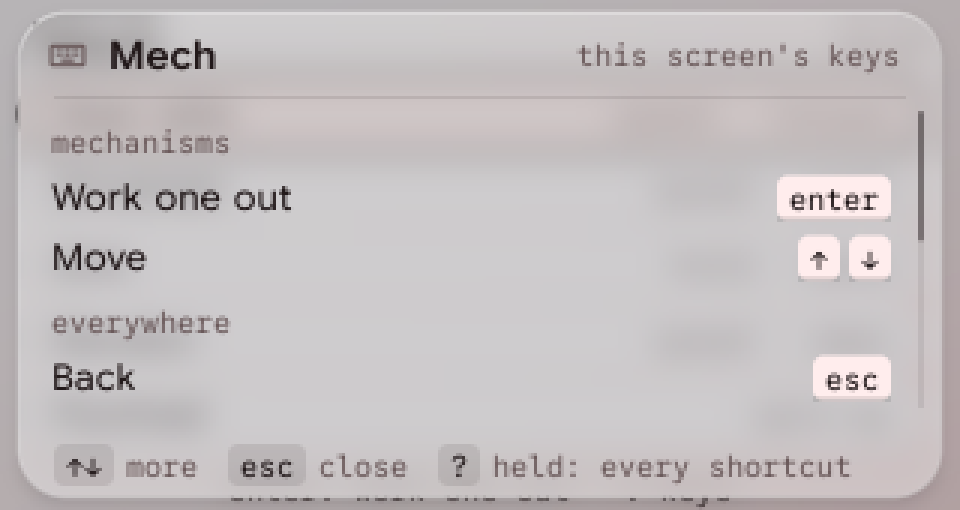 Mech this screen's keys
mechanisms
Work one out enter
Move ↑ ↓
everywhere
Back esc
↑↓ more esc close ? held: every shortcut